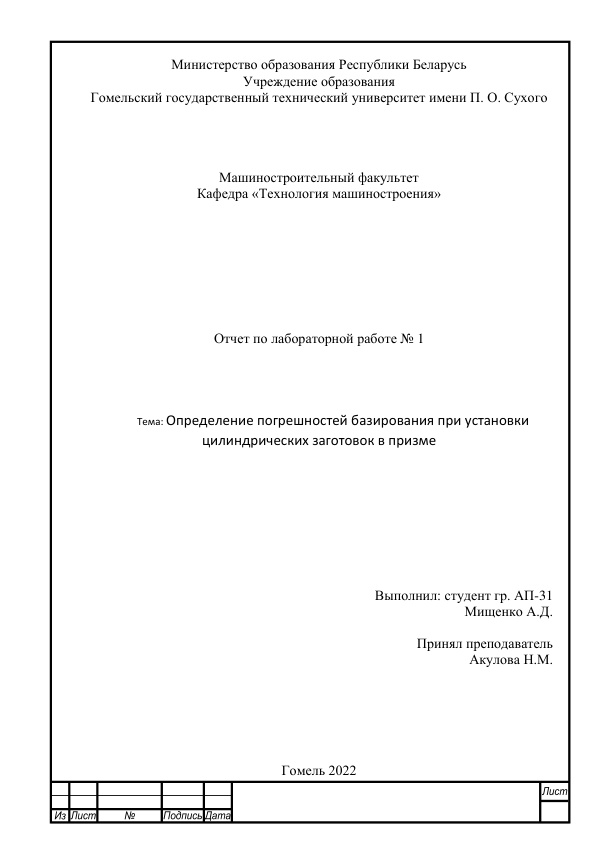 Министерство образования Республики Беларусь
Учреждение образования
Гомельский государственный технический университет имени П. О. Сухого
Машиностроительный факультет
Кафедра «Технология машиностроения»
Отчет по лабораторной работе № 1
Тема: Определение погрешностей базирования при установки
цилиндрических заготовок в призме
Выполнил: студент гр. АП-31
Мищенко А.Д.
Принял преподаватель
Акулова Н.М.
Гомель 2022
Лист
Из Лист № Подпись Дата